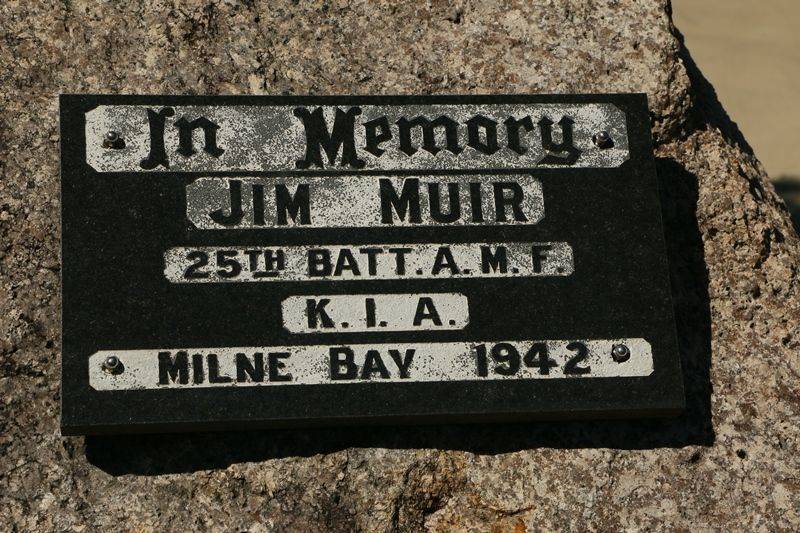 In Memory
JIM MUIR
25TH BATT. A. M. F.
K. I. A.
MILNE BAY 1942